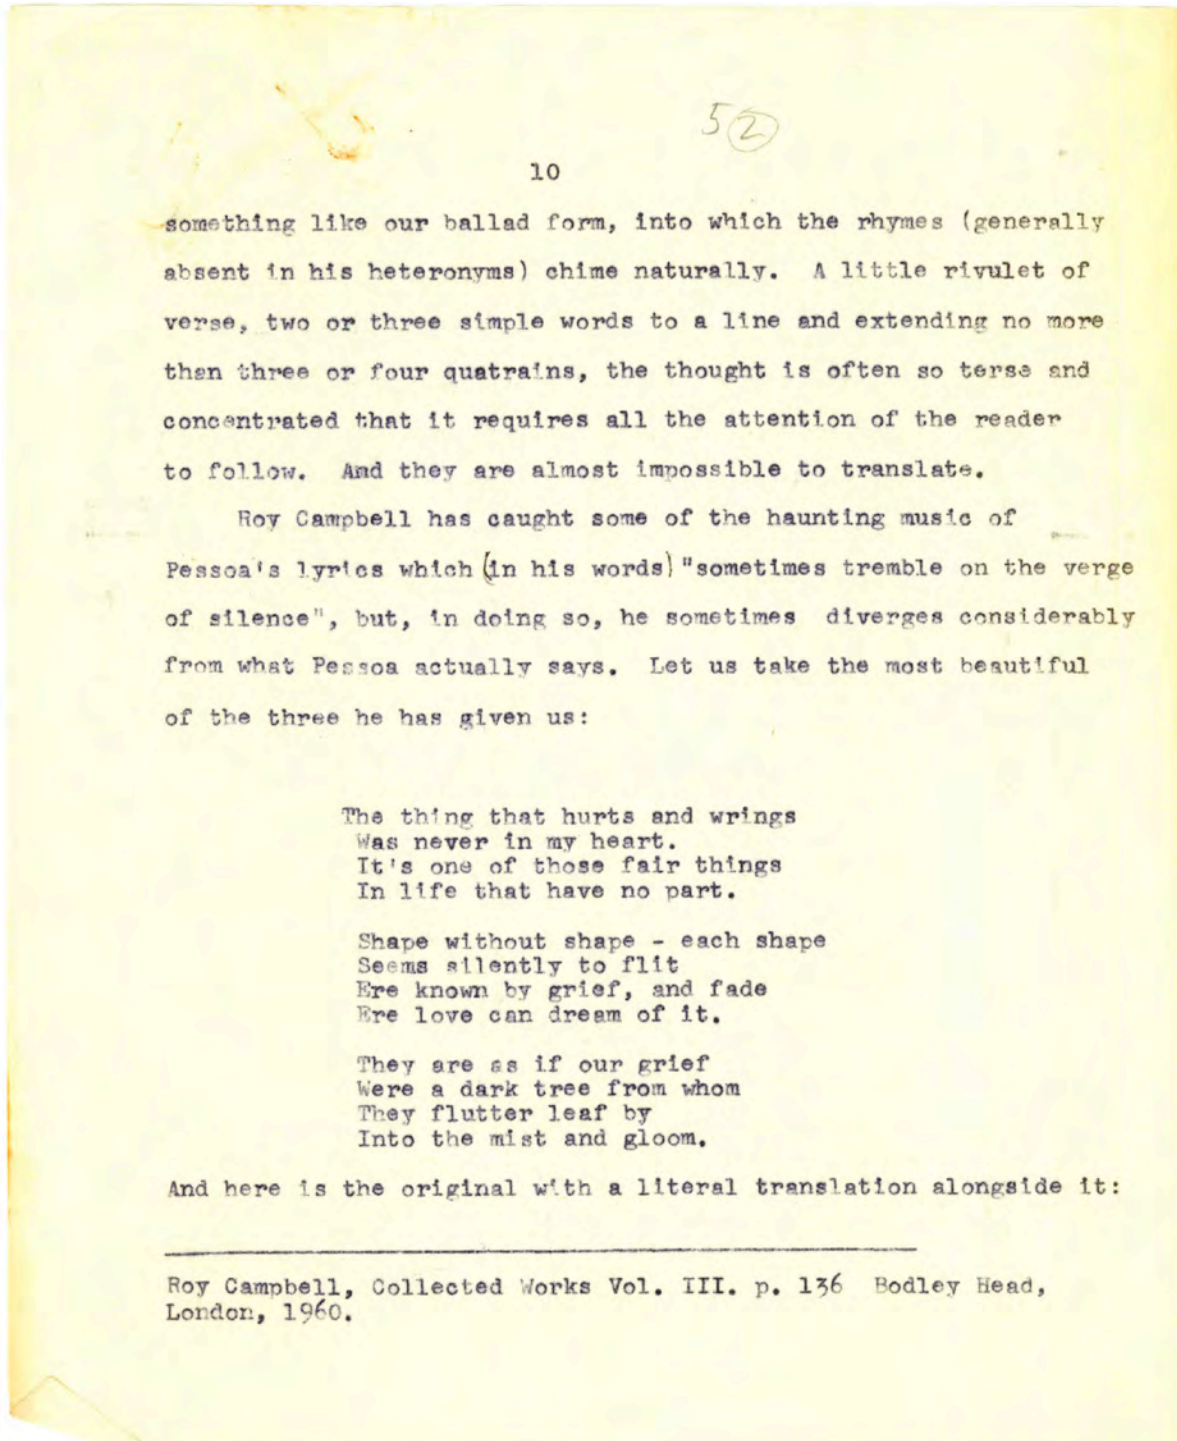 5 2
10
something like our ballad form, into which the rhymes (generally
absent in his heteronyms) chime naturally. A little rivulet of
verse, two or three simple words to a line and extending no more
than three or four quatrains, the thought is often so terse and
concentrated that it requires all the attention of the reader
to follow. And they are almost impossible to translate.
Roy Campbell has caught some of the haunting music of
Pessoa's lyrics which (in his words) "sometimes tremble on the verge
of silence", but, in doing so, he sometimes diverges considerably
from what Pessoa actually says. Let us take the most beautiful
of the three he has given us:
The thing that hurts and wrings
Was never in my heart.
It's one of those fair things
In life that have no part.
Shape without shape - each shape
Seems silently to flit
Ere known by grief, and fade
Ere love can dream of it.
They are as if our grief
Were a dark tree from whom
They flutter leaf by
Into the mist and gloom.
And here is the original with a literal translation alongside it:
Roy Campbell, Collected Works Vol. III. p. 136 Bodley Head,
London, 1960.